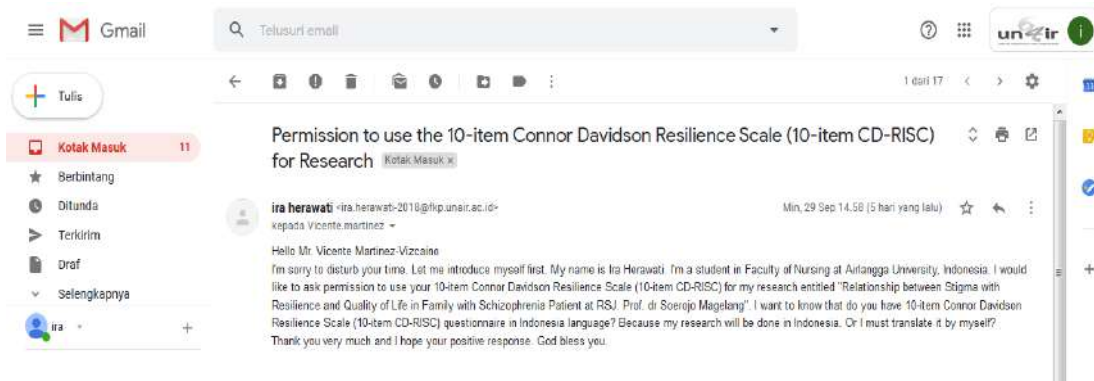 Gmail
Telusuri email
un
ir
i
Tulis
1 dari 17
Permission to use the 10-item Connor Davidson Resilience Scale (10-item CD-RISC)
for Research Kotak Masuk x
Kotak Masuk 11
Berbintang
Ditunda
Terkirim
Draf
Selengkapnya
ira
ira herawati <ira.herawati-2018@fkp.unair.ac.id>
Min, 29 Sep 14.58 (5 hari yang lalu)
kepada Vicente.martinez
Hello Mr. Vicente Martinez-Vizcaino
I'm sorry to disturb your time. Let me introduce myself first. My name is Ira Herawati. I'm a student in Faculty of Nursing at Airlangga University, Indonesia. I would
like to ask permission to use your 10-item Connor Davidson Resilience Scale (10-item CD-RISC) for my research entitled "Relationship between Stigma with
Resilience and Quality of Life in Family with Schizophrenia Patient at RSJ. Prof. dr Soerojo Magelang". I want to know that do you have 10-item Connor Davidson
Resilience Scale (10-item CD-RISC) questionnaire in Indonesia language? Because my research will be done in Indonesia. Or I must translate it by myself?
Thank you very much and I hope your positive response. God bless you.